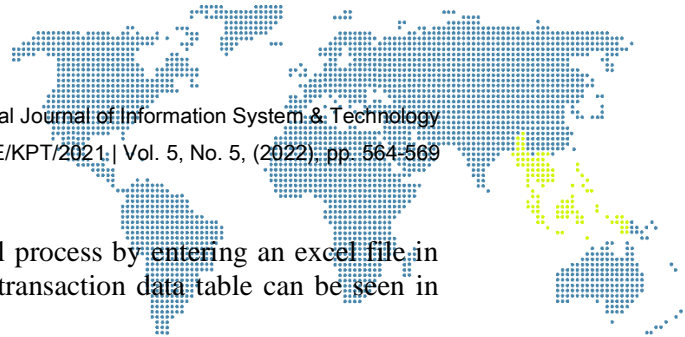 al Journal of Information System & Technology
E/KPT/2021 | Vol. 5, No. 5, (2022), pp. 564-569
l process by entering an excel file in
transaction data table can be seen in